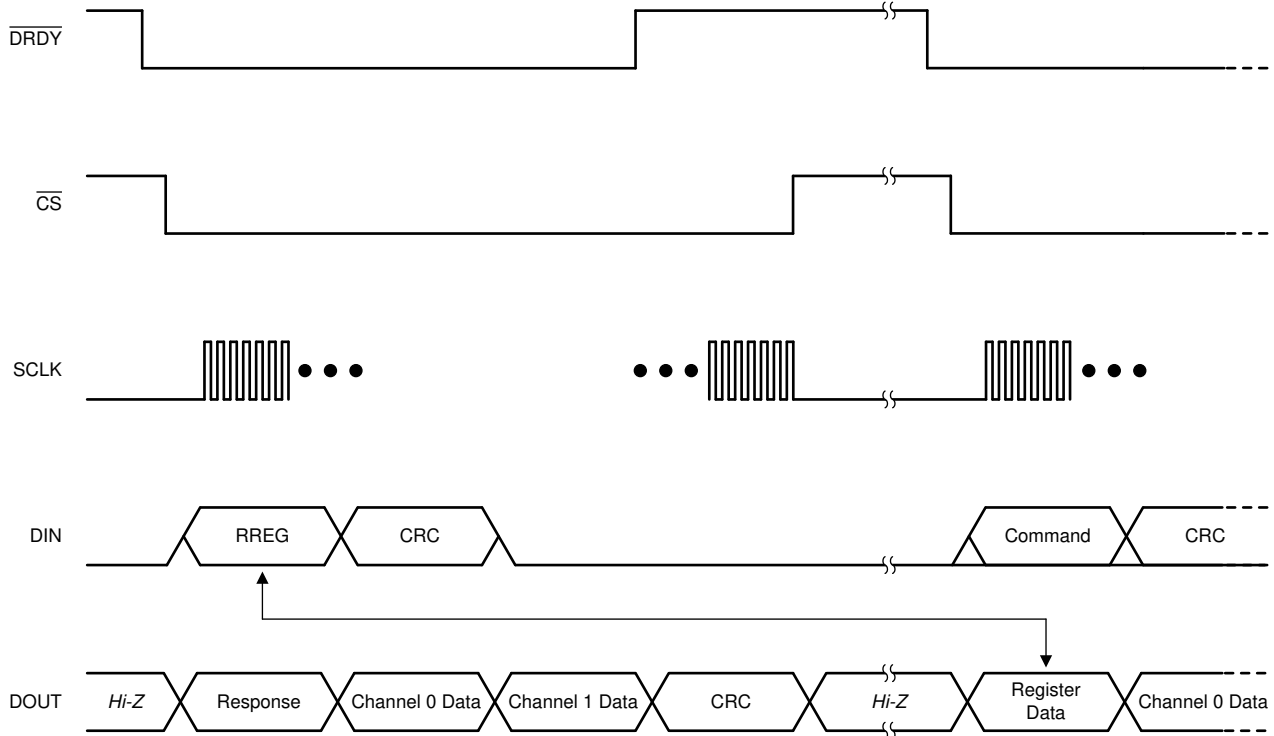 DRDY
CS
SCLK
DIN
RREG
CRC
Command
CRC
DOUT
Hi-Z
Response
Channel 0 Data
Channel 1 Data
CRC
Hi-Z
Register
Data
Channel 0 Data